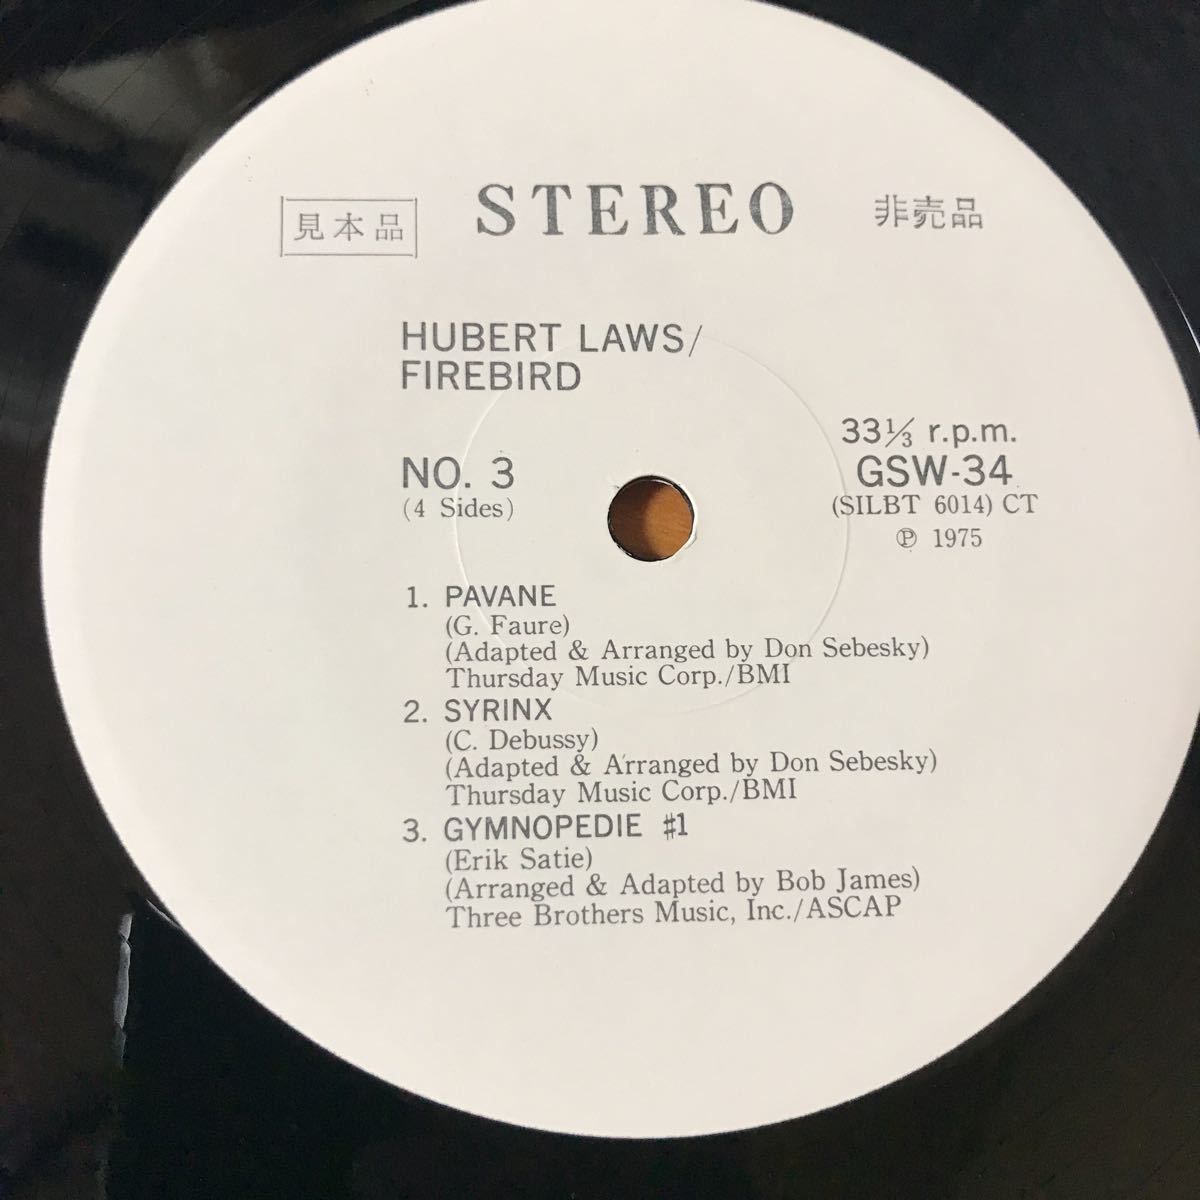 見本品
STEREO
非売品
HUBERT LAWS/
FIREBIRD
NO. 3
(4 Sides)
33⅓ r.p.m.
GSW-34
(SILBT 6014) CT
℗ 1975
1. PAVANE
(G. Faure)
(Adapted & Arranged by Don Sebesky)
Thursday Music Corp./BMI
2. SYRINX
(C. Debussy)
(Adapted & Arranged by Don Sebesky)
Thursday Music Corp./BMI
3. GYMNOPEDIE ♯1
(Erik Satie)
(Arranged & Adapted by Bob James)
Three Brothers Music, Inc./ASCAP